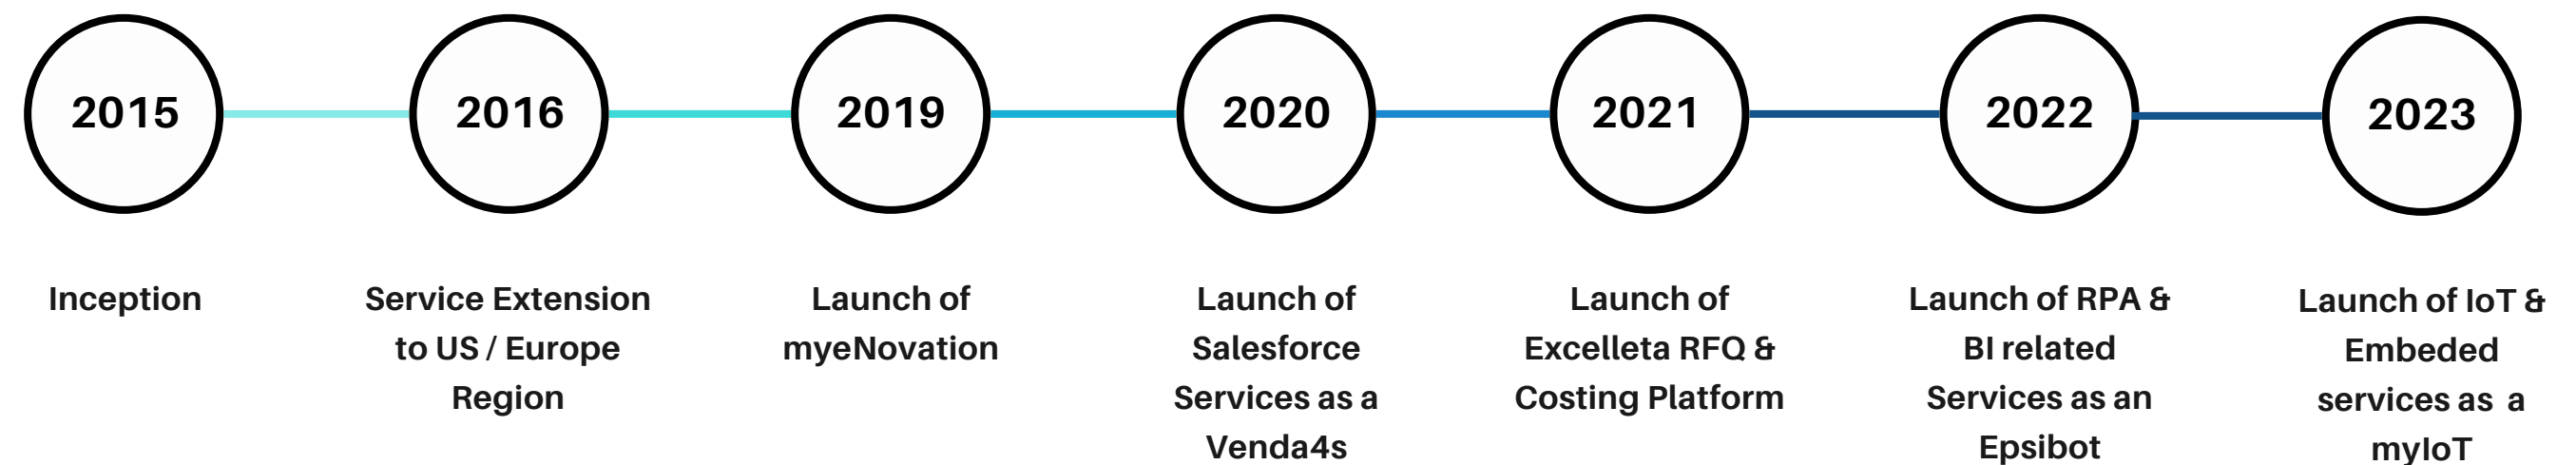 2015
2016
2019
2020
2021
2022
2023
Inception
Service Extension
to US / Europe
Region
Launch of
myeNovation
Launch of
Salesforce
Services as a
Venda4s
Launch of
Excelleta RFQ &
Costing Platform
Launch of RPA &
BI related
Services as an
Epsibot
Launch of IoT &
Embeded
services as  a
myIoT